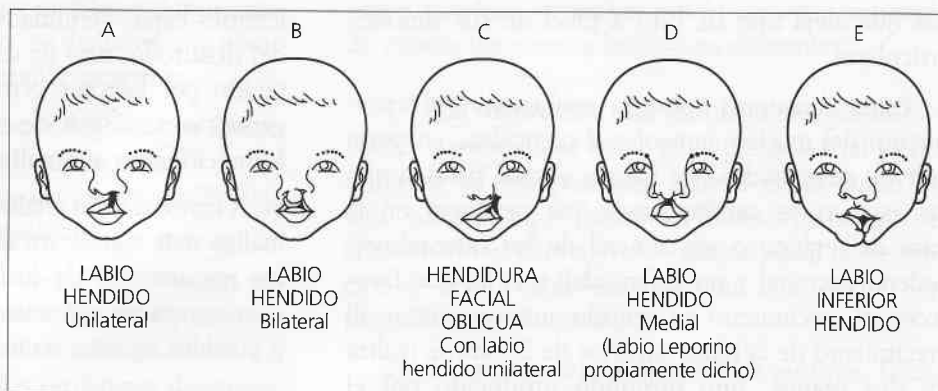 A
B
C
D
E
LABIO
HENDIDO
Unilateral
LABIO
HENDIDO
Bilateral
HENDIDURA
FACIAL
OBLICUA
Con labio
hendido unilateral
LABIO
HENDIDO
Medial
(Labio Leporino
propiamente dicho)
LABIO
INFERIOR
HENDIDO